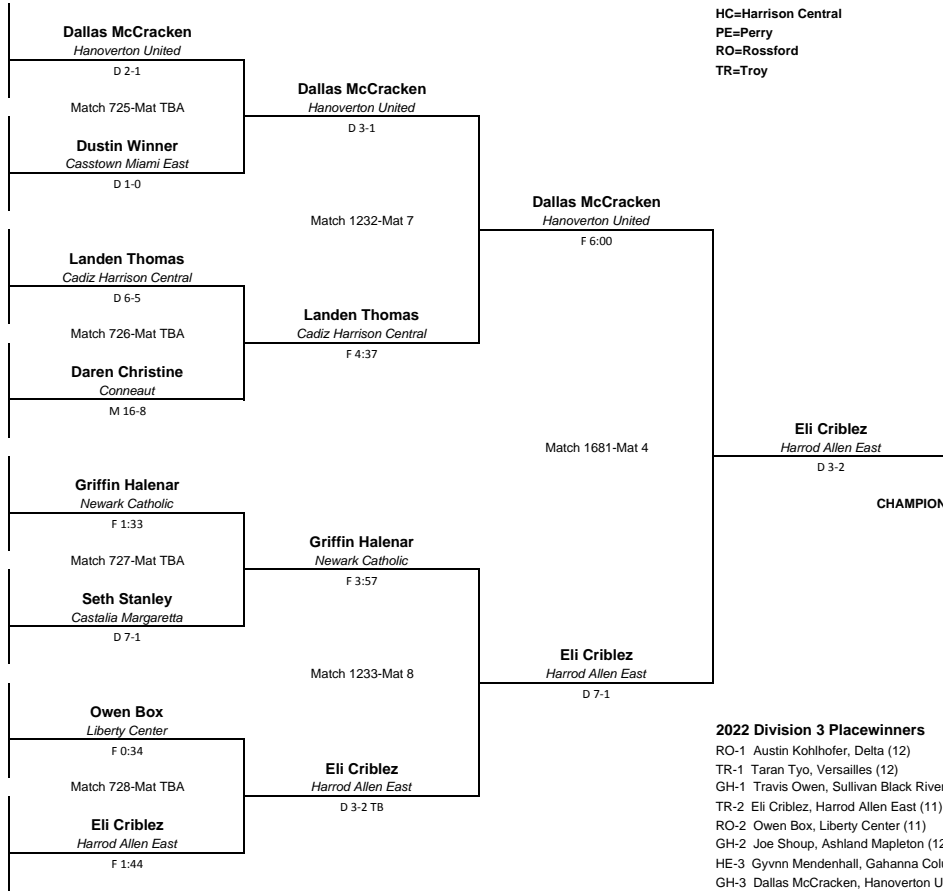 HC=Harrison Central
PE=Perry
RO=Rossford
TR=Troy
Dallas McCracken
Hanoverton United
D 2-1
Match 725-Mat TBA
Dustin Winner
Casstown Miami East
D 1-0
Landen Thomas
Cadiz Harrison Central
D 6-5
Match 726-Mat TBA
Daren Christine
Conneaut
M 16-8
Griffin Halenar
Newark Catholic
F 1:33
Match 727-Mat TBA
Seth Stanley
Castalia Margaretta
D 7-1
Owen Box
Liberty Center
F 0:34
Match 728-Mat TBA
Eli Criblez
Harrod Allen East
F 1:44
Dallas McCracken
Hanoverton United
D 3-1
Match 1232-Mat 7
Landen Thomas
Cadiz Harrison Central
F 4:37
Griffin Halenar
Newark Catholic
F 3:57
Match 1233-Mat 8
Eli Criblez
Harrod Allen East
D 3-2 TB
Dallas McCracken
Hanoverton United
F 6:00
Match 1681-Mat 4
Eli Criblez
Harrod Allen East
D 7-1
Eli Criblez
Harrod Allen East
D 3-2
CHAMPION
2022 Division 3 Placewinners
RO-1 Austin Kohlhofer, Delta (12)
TR-1 Taran Tyo, Versailles (12)
GH-1 Travis Owen, Sullivan Black River
TR-2 Eli Criblez, Harrod Allen East (11)
RO-2 Owen Box, Liberty Center (11)
GH-2 Joe Shoup, Ashland Mapleton (12
HE-3 Gyvnn Mendenhall, Gahanna Colu
GH-3 Dallas McCracken, Hanoverton U